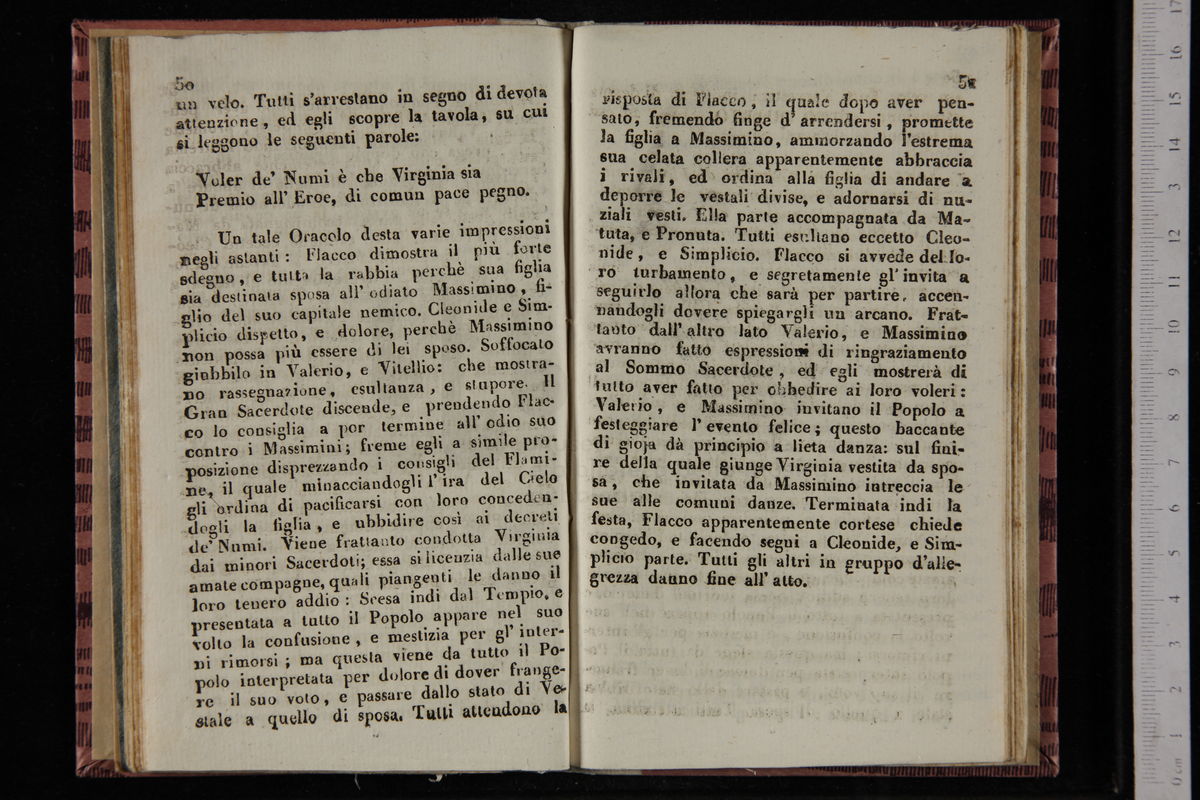 50
un velo. Tutti s'arrestano in segno di devota
attenzione, ed egli scopre la tavola, su cui
si leggono le seguenti parole:
Voler de' Numi è che Virginia sia
Premio all' Eroe, di comun pace pegno.
Un tale Oracolo desta varie impressioni
negli astanti: Flacco dimostra il più forte
sdegno, e tutta la rabbia perchè sua figlia
sia destinata sposa all' odiato Massimino, fi-
glio del suo capitale nemico. Cleonide e Sim-
plicio dispetto, e dolore, perchè Massimino
non possa più essere di lei sposo. Soffocato
giubbilo in Valerio, e Vitellio: che mostra-
no rassegnazione, esultanza, e stupore. Il
Gran Sacerdote discende, e prendendo Flac-
co lo consiglia a por termine all' odio suo
contro i Massimini; freme egli a simile pro-
posizione disprezzando i consigli del Flami-
ne, il quale minacciandogli l' ira del Cielo
gli ordina di pacificarsi con loro conceden-
dogli la figlia, e ubbidire così ai decreti
de' Numi. Viene frattanto condotta Virginia
dai minori Sacerdoti; essa si licenzia dalle sue
amate compagne, quali piangenti le danno il
loro tenero addio: Scesa indi dal Tempio, e
presentata a tutto il Popolo appare nel suo
volto la confusione, e mestizia per gl' inter-
ni rimorsi; ma questa viene da tutto il Po-
polo interpretata per dolore di dover frange-
re il suo voto, e passare dallo stato di Ve-
stale a quello di sposa. Tutti attendono la
51
risposta di Flacco, il quale dopo aver pen-
sato, fremendo finge d' arrendersi, promette
la figlia a Massimino, ammorzando l'estrema
sua celata collera apparentemente abbraccia
i rivali, ed ordina alla figlia di andare a
deporre le vestali divise, e adornarsi di nu-
ziali vesti. Ella parte accompagnata da Ma-
tuta, e Pronuta. Tutti esultano eccetto Cleo-
nide, e Simplicio. Flacco si avvede del lo-
ro turbamento, e segretamente gl' invita a
seguirlo allora che sarà per partire, accen-
nandogli dovere spiegargli un arcano. Frat-
tanto dall' altro lato Valerio, e Massimino
avranno fatto espressioni di ringraziamento
al Sommo Sacerdote, ed egli mostrerà di
tutto aver fatto per obbedire ai loro voleri:
Valerio, e Massimino invitano il Popolo a
festeggiare l' evento felice; questo baccante
di gioja dà principio a lieta danza: sul fini-
re della quale giunge Virginia vestita da spo-
sa, che invitata da Massimino intreccia le
sue alle comuni danze. Terminata indi la
festa, Flacco apparentemente cortese chiede
congedo, e facendo segni a Cleonide, e Sim-
plicio parte. Tutti gli altri in gruppo d'alle-
grezza danno fine all' atto.
0 cm 1 2 3 4 5 6 7 8 9 10 11 12 13 14 15 16 17